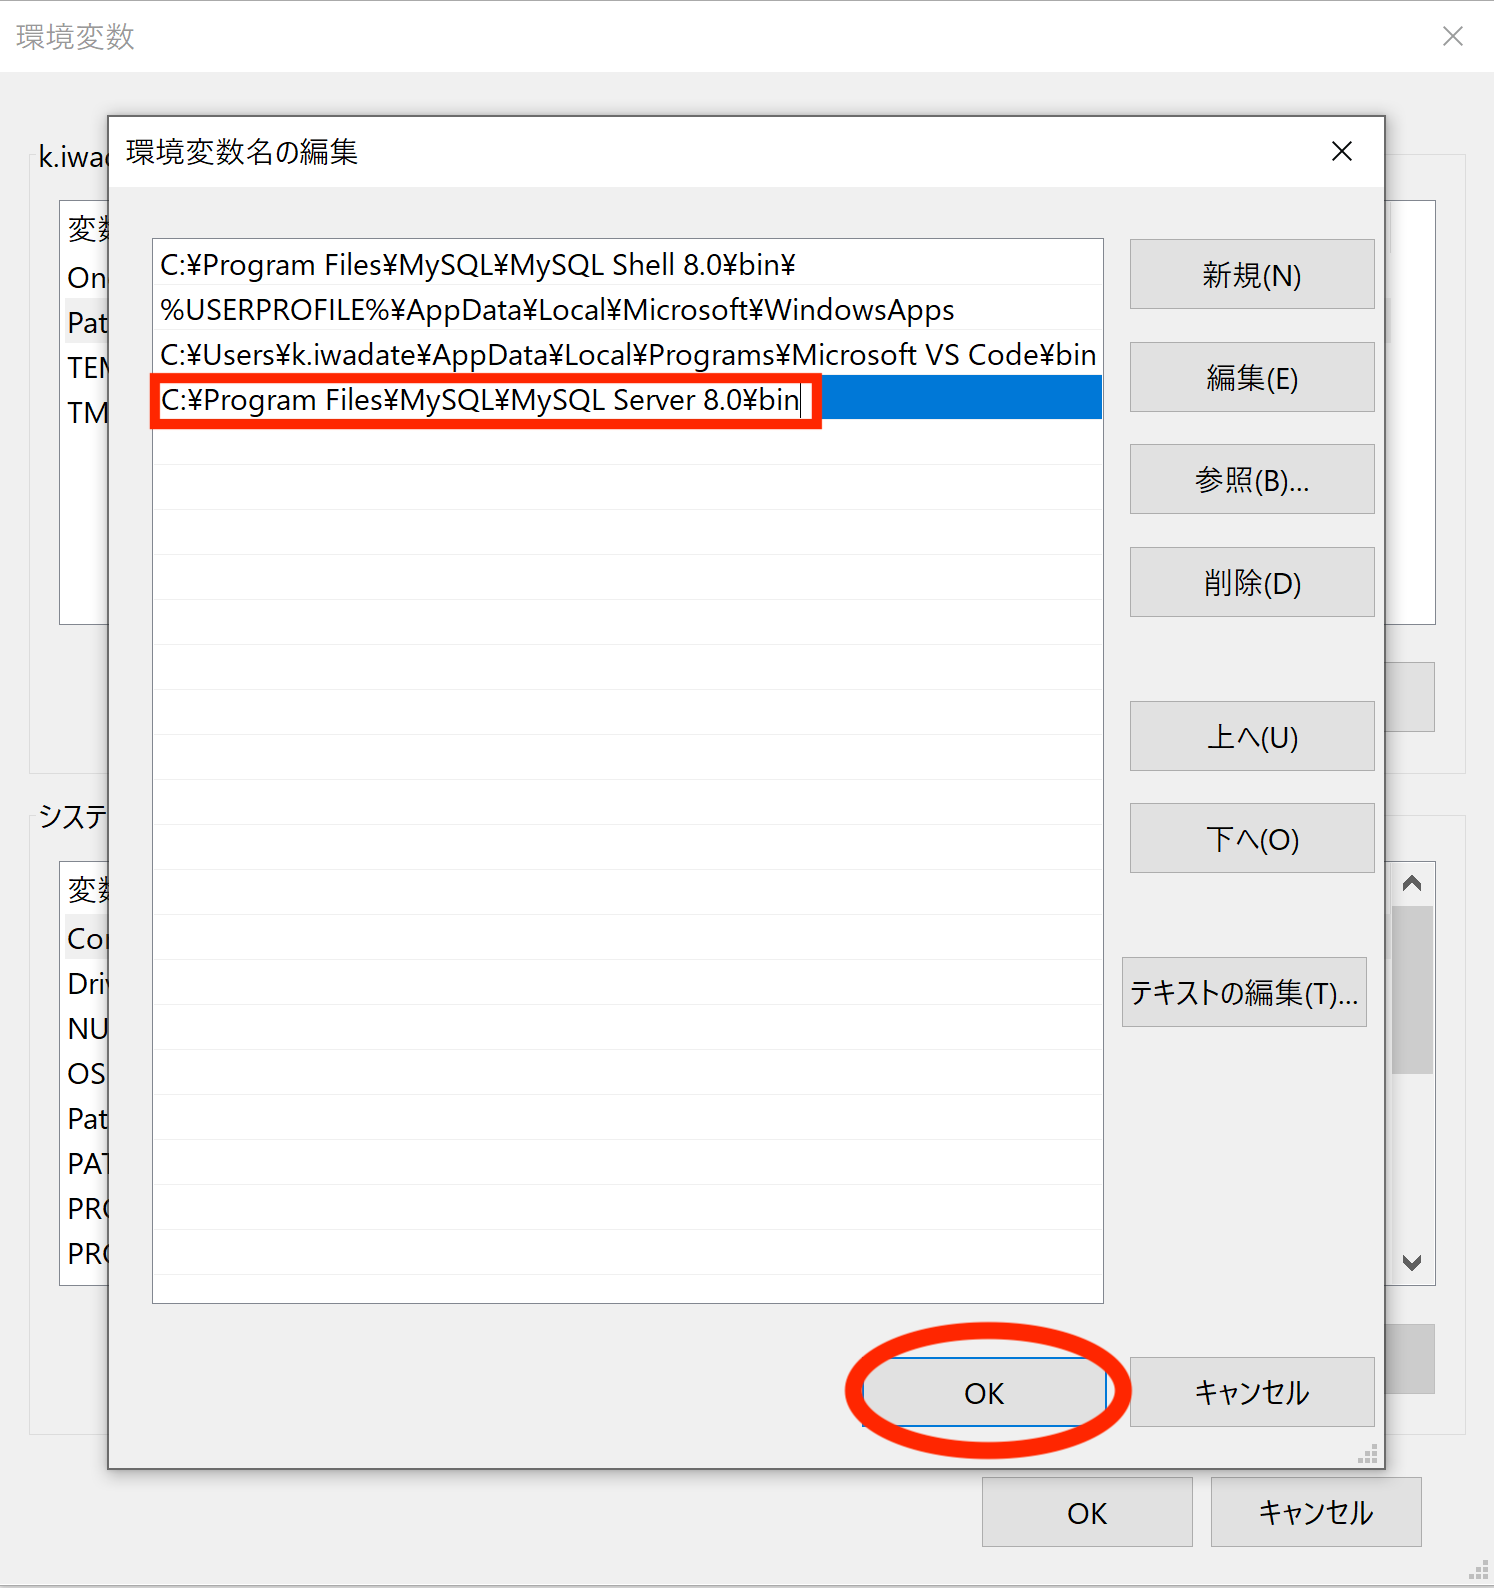 環境変数
k.iwad
環境変数名の編集
変数
On
Pat
TEM
TM
C:¥Program Files¥MySQL¥MySQL Shell 8.0¥bin¥
%USERPROFILE%¥AppData¥Local¥Microsoft¥WindowsApps
C:¥Users¥k.iwadate¥AppData¥Local¥Programs¥Microsoft VS Code¥bin
C:¥Program Files¥MySQL¥MySQL Server 8.0¥bin
新規(N)
編集(E)
参照(B)...
削除(D)
上へ(U)
下へ(O)
テキストの編集(T)...
システ
変数
Co
Dri
NU
OS
Pat
PAT
PRO
PRO
OK
キャンセル
OK
キャンセル